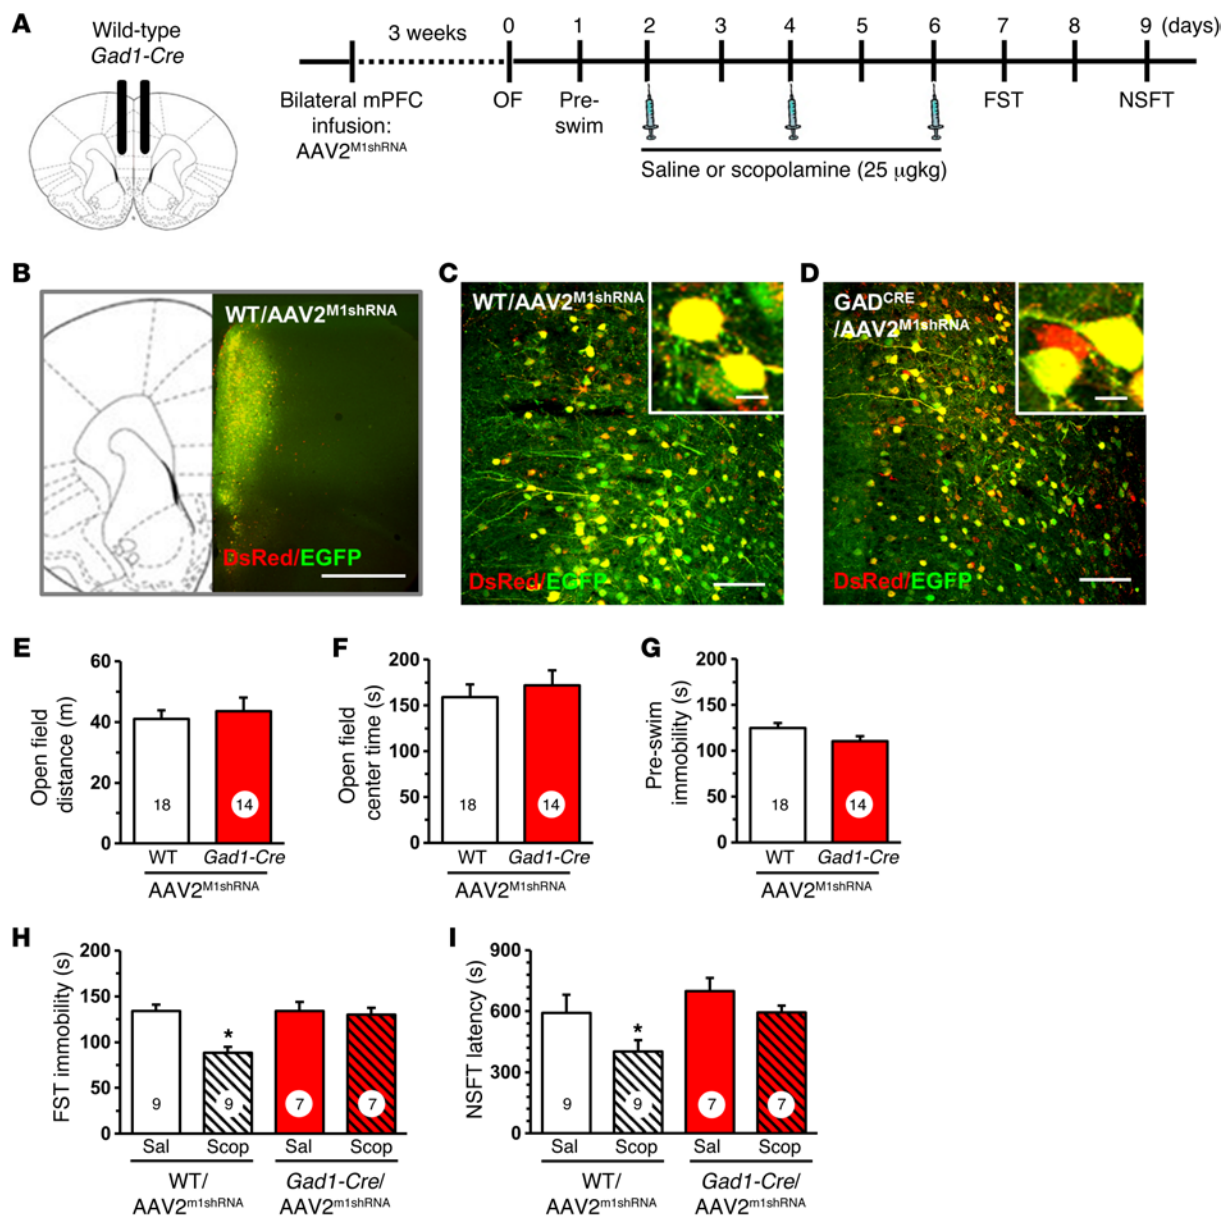 A
Wild-type
Gad1-Cre
3 weeks
0 1 2 3 4 5 6 7 8 9 (days)
Bilateral mPFC
infusion:
AAV2M1shRNA
OF
Pre-
swim
FST
NSFT
Saline or scopolamine (25 μgkg)
B
WT/AAV2M1shRNA
DsRed/EGFP
C
WT/AAV2M1shRNA
DsRed/EGFP
D
GADCRE
/AAV2M1shRNA
DsRed/EGFP
E
Open field
distance (m)
60
40
20
0
18
14
WT Gad1-Cre
AAV2M1shRNA
F
Open field
center time (s)
200
150
100
50
0
18
14
WT Gad1-Cre
AAV2M1shRNA
G
Pre-swim
immobility (s)
200
150
100
50
0
18
14
WT Gad1-Cre
AAV2M1shRNA
H
FST immobility (s)
200
150
100
50
0
*
9
9
7
7
Sal Scop Sal Scop
WT/
AAV2m1shRNA
Gad1-Cre/
AAV2m1shRNA
I
NSFT latency (s)
900
600
300
0
*
9
9
7
7
Sal Scop Sal Scop
WT/
AAV2m1shRNA
Gad1-Cre/
AAV2m1shRNA